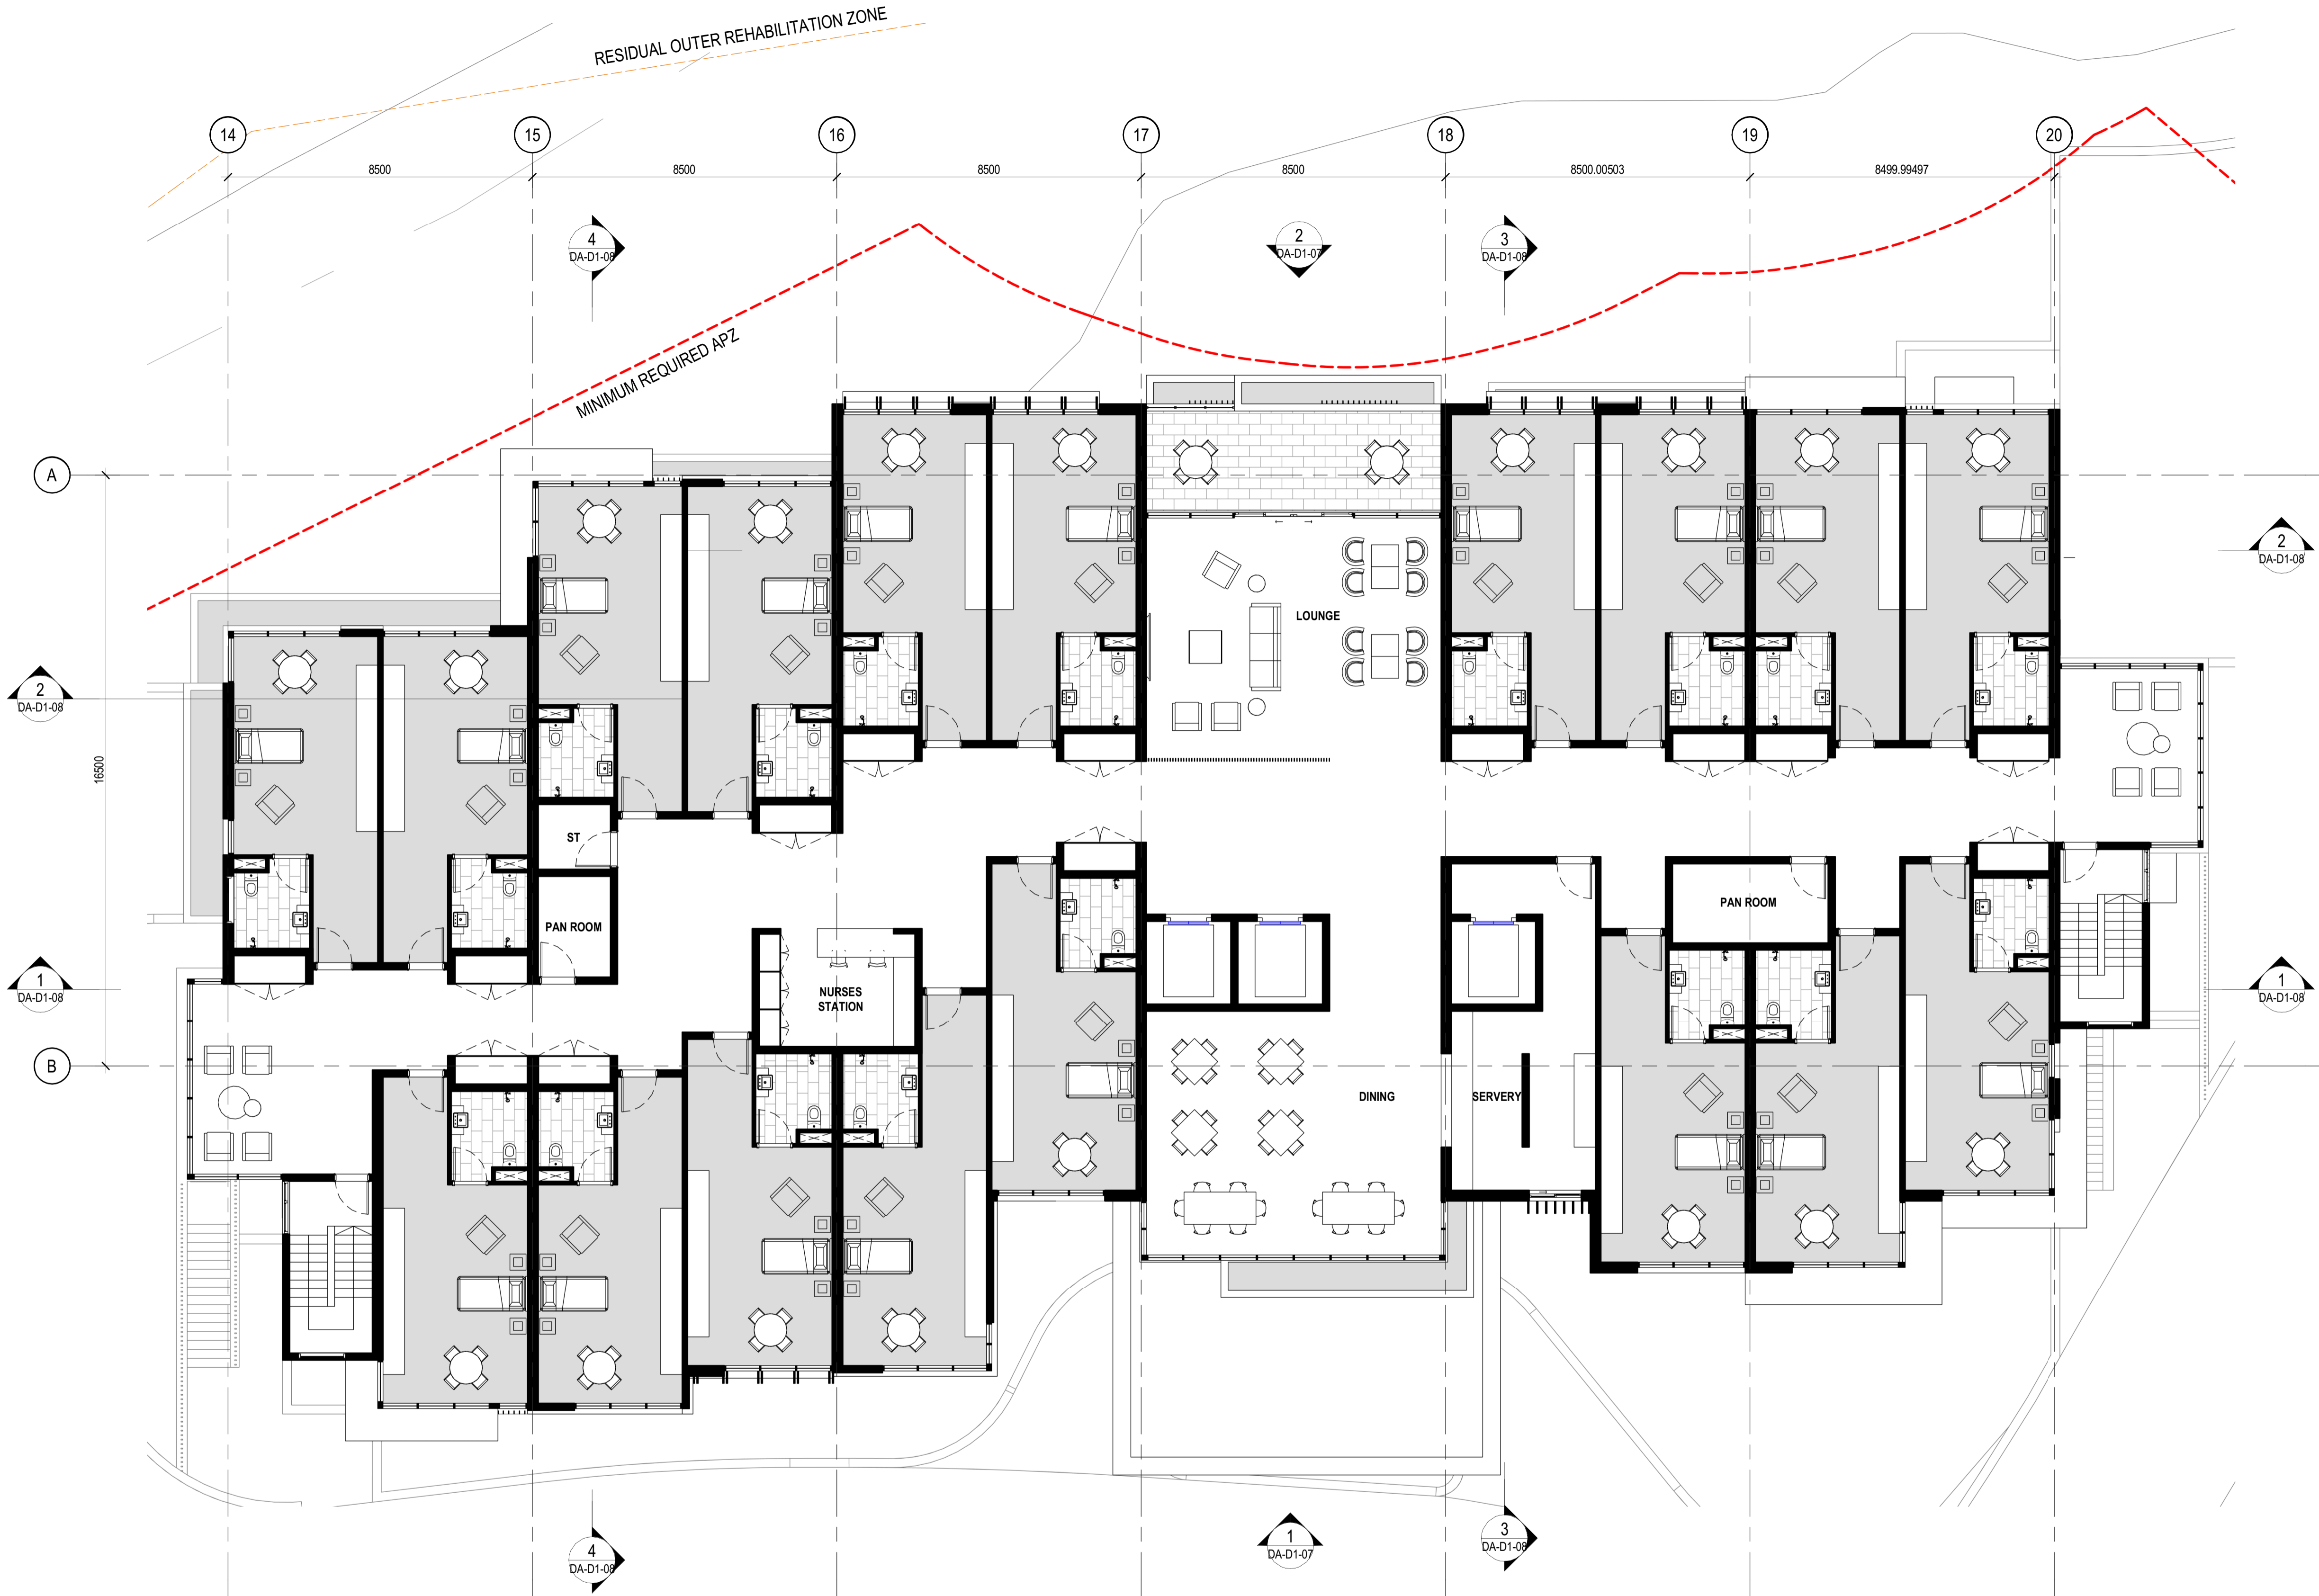 RESIDUAL OUTER REHABILITATION ZONE
14
15
16
17
18
19
20
8500
8500
8500
8500
8500.00503
8499.99497
4
DA-D1-08
2
DA-D1-07
3
DA-D1-08
MINIMUM REQUIRED APZ
A
2
DA-D1-08
LOUNGE
2
DA-D1-08
16500
ST
PAN ROOM
PAN ROOM
NURSES
STATION
1
DA-D1-08
1
DA-D1-08
B
DINING
SERVERY
4
DA-D1-08
1
DA-D1-07
3
DA-D1-08